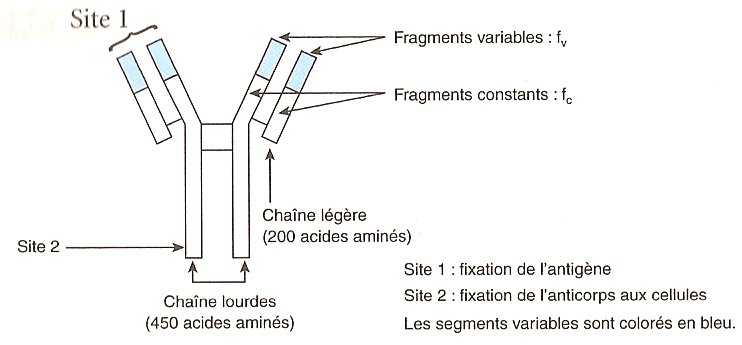 Site 1
Fragments variables : fv
Fragments constants : fc
Chaîne légère
(200 acides aminés)
Site 2
Chaîne lourdes
(450 acides aminés)
Site 1 : fixation de l'antigène
Site 2 : fixation de l'anticorps aux cellules
Les segments variables sont colorés en bleu.